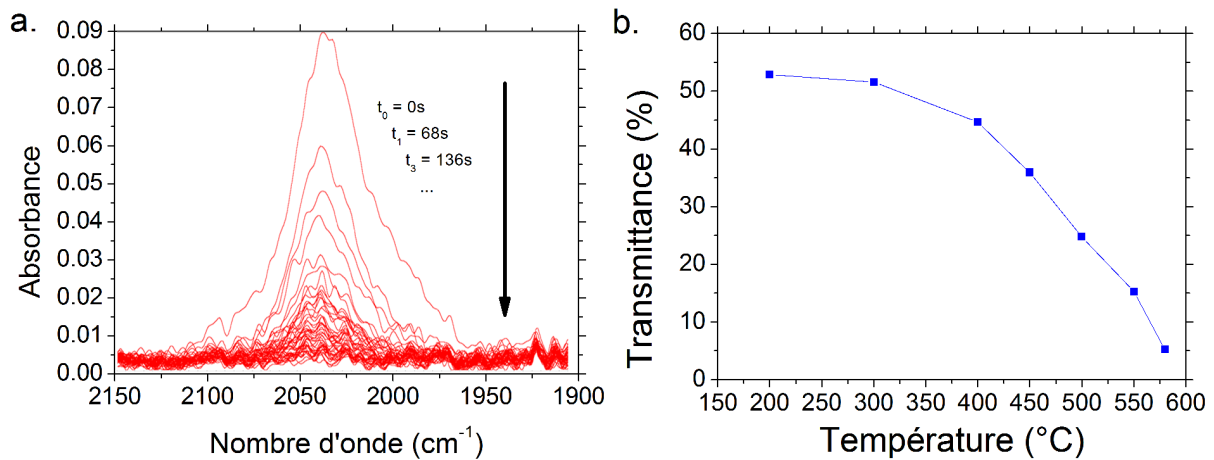 a.
0.09
0.08
0.07
0.06
0.05
0.04
0.03
0.02
0.01
0.00
Absorbance
t0 = 0s
t1 = 68s
t3 = 136s
...
2150 2100 2050 2000 1950 1900
Nombre d'onde (cm-1)
b.
60
50
40
30
20
10
0
Transmittance (%)
150 200 250 300 350 400 450 500 550 600
Température (°C)